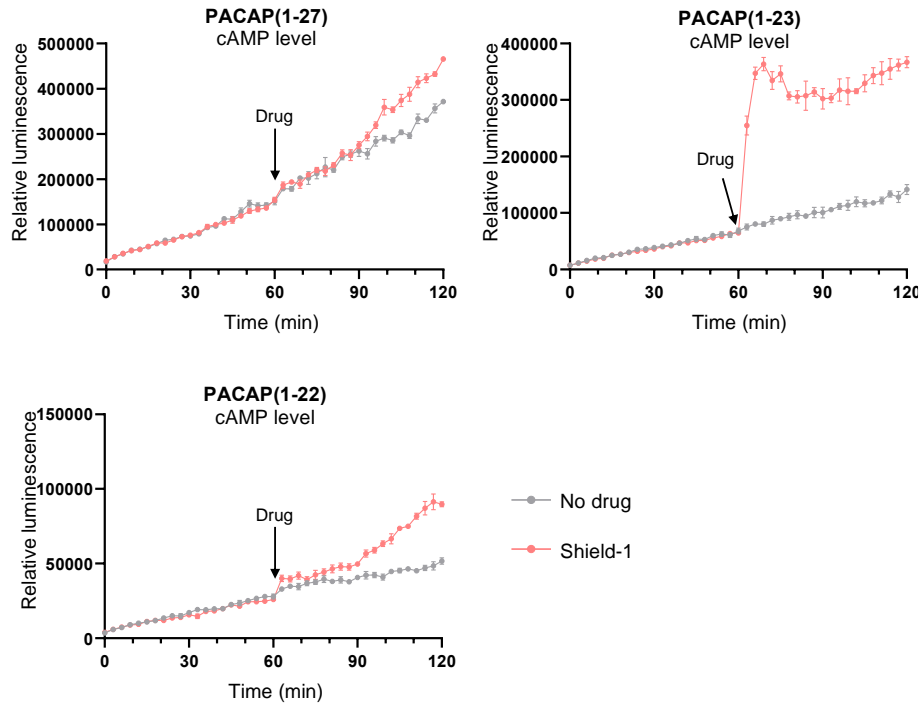 PACAP(1-27)
cAMP level
Relative luminescence
500000
400000
300000
200000
100000
0
Drug
0 30 60 90 120
Time (min)
PACAP(1-23)
cAMP level
Relative luminescence
400000
300000
200000
100000
0
Drug
0 30 60 90 120
Time (min)
PACAP(1-22)
cAMP level
Relative luminescence
150000
100000
50000
0
Drug
0 30 60 90 120
Time (min)
No drug
Shield-1